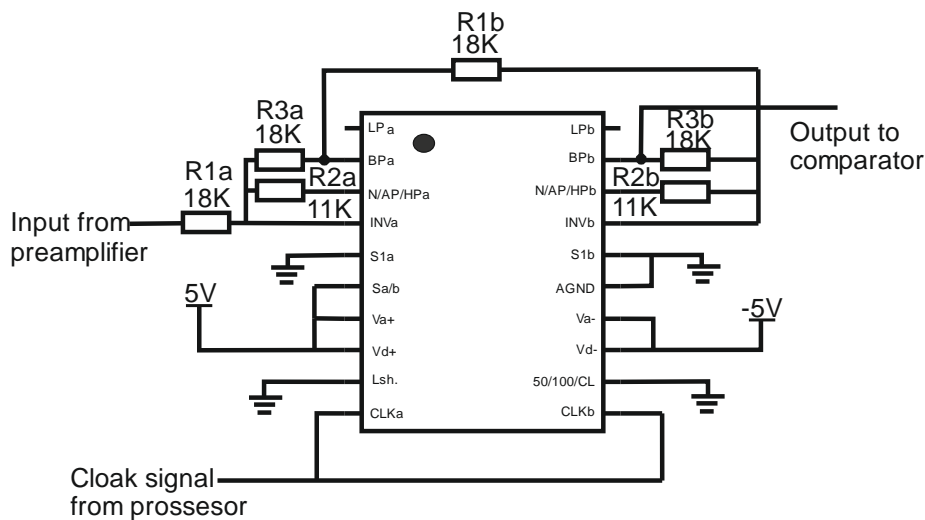 R1b
18K
R3a
18K
R1a
18K
R2a
11K
Input from
preamplifier
LPa
BPa
N/AP/HPa
INVa
S1a
Sa/b
Va+
Vd+
Lsh.
CLKa
LPb
BPb
N/AP/HPb
INVb
S1b
AGND
Va-
Vd-
50/100/CL
CLKb
R3b
18K
R2b
11K
Output to
comparator
5V
-5V
Cloak signal
from prossesor